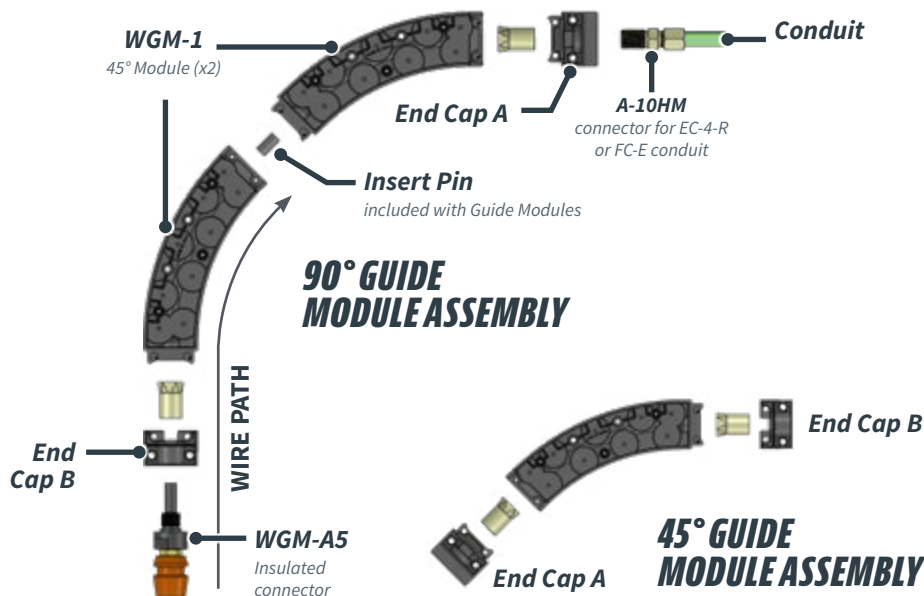 WGM-1
45° Module (x2)
End Cap A
Conduit
A-10HM
connector for EC-4-R
or FC-E conduit
Insert Pin
included with Guide Modules
90° GUIDE
MODULE ASSEMBLY
WIRE PATH
End
Cap B
WGM-A5
Insulated
connector
End Cap B
End Cap A
45° GUIDE
MODULE ASSEMBLY